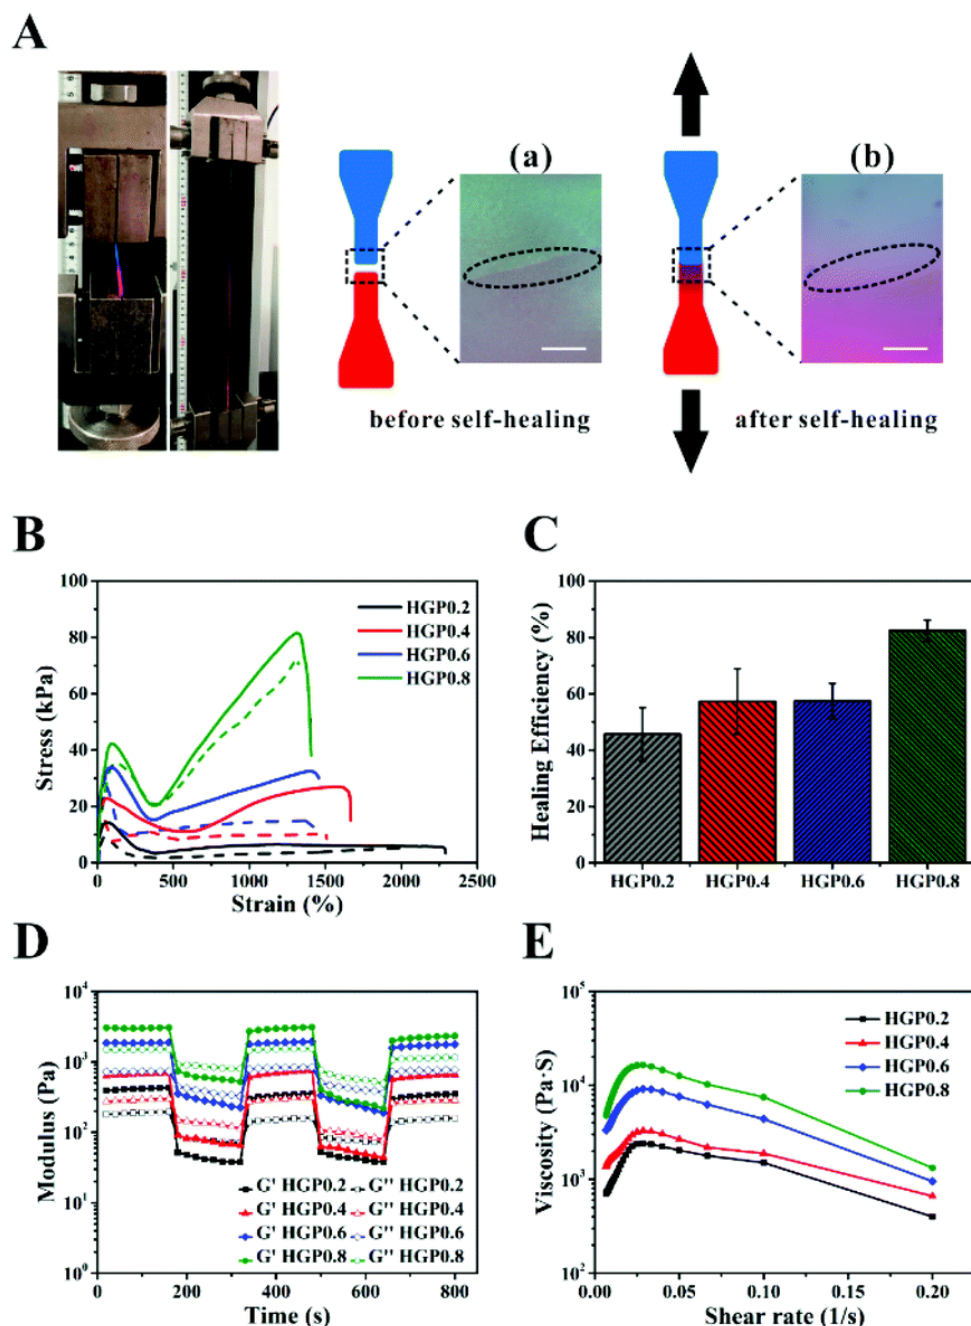 A
(a)
(b)
before self-healing
after self-healing
B
C
100
80
60
40
20
0
Stress (kPa)
HGP0.2
HGP0.4
HGP0.6
HGP0.8
0
500
1000
1500
2000
2500
Strain (%)
100
80
60
40
20
0
Healing Efficiency (%)
HGP0.2
HGP0.4
HGP0.6
HGP0.8
D
E
10⁴
10³
10²
10¹
10⁰
Modulus (Pa)
G' HGP0.2 G'' HGP0.2
G' HGP0.4 G'' HGP0.4
G' HGP0.6 G'' HGP0.6
G' HGP0.8 G'' HGP0.8
0
200
400
600
800
Time (s)
10⁵
10⁴
10³
10²
Viscosity (Pa·S)
HGP0.2
HGP0.4
HGP0.6
HGP0.8
0.00
0.05
0.10
0.15
0.20
Shear rate (1/s)